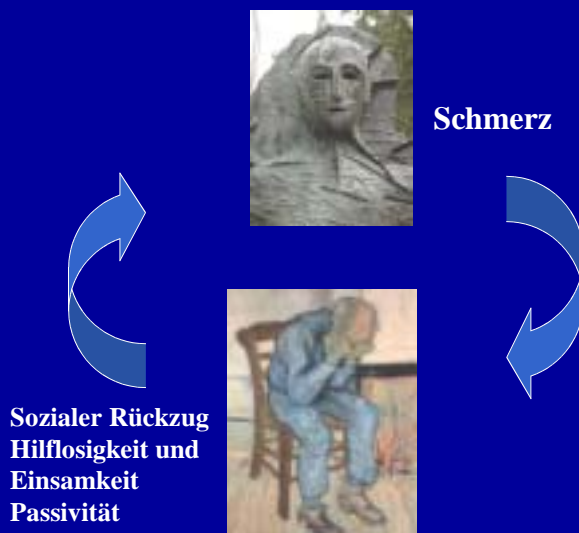 Schmerz
Sozialer Rückzug
Hilflosigkeit und
Einsamkeit
Passivität